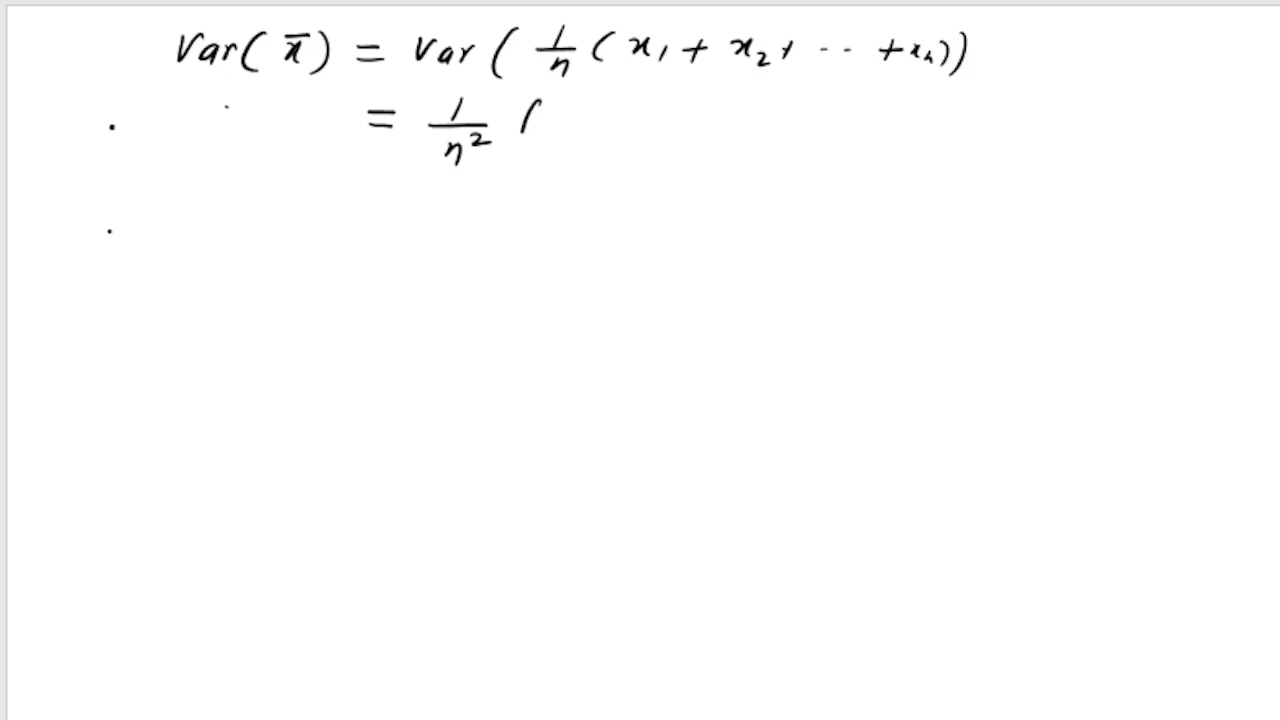 Var( x̄ ) = Var ( 1/n ( x₁ + x₂ + .. + xₙ ) )
= 1/n² (